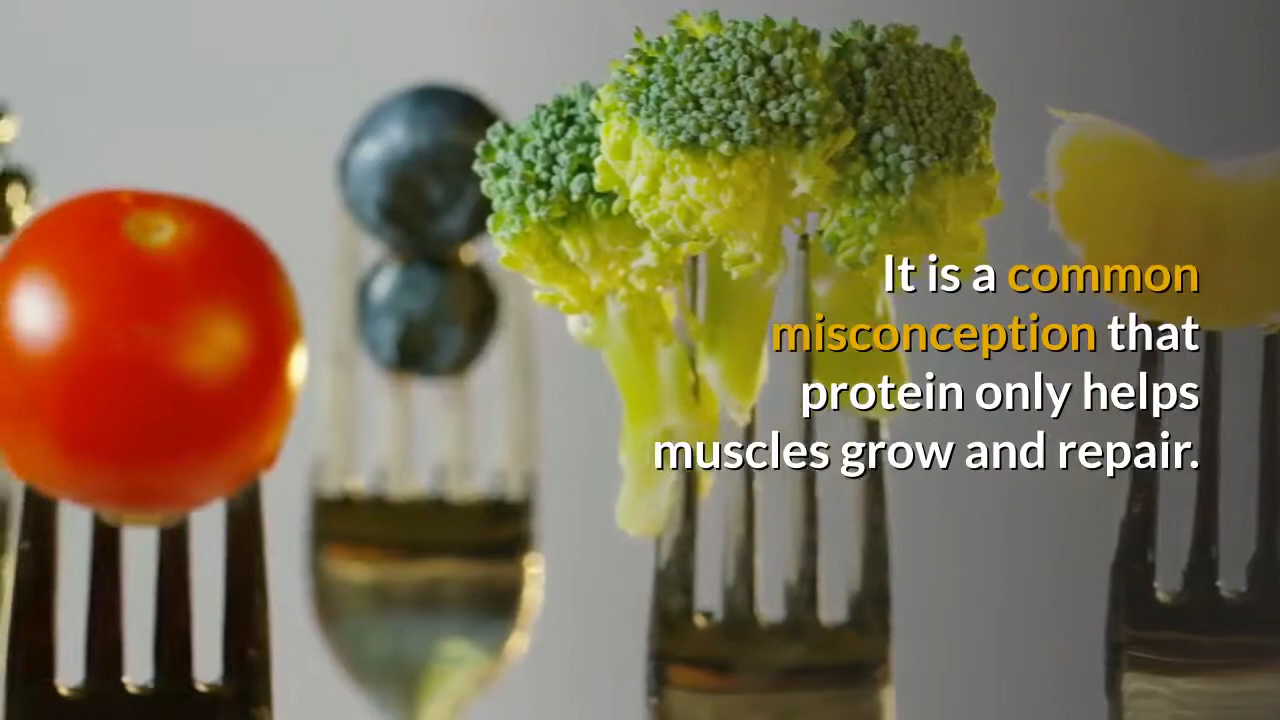 It is a common
misconception that
protein only helps
muscles grow and repair.